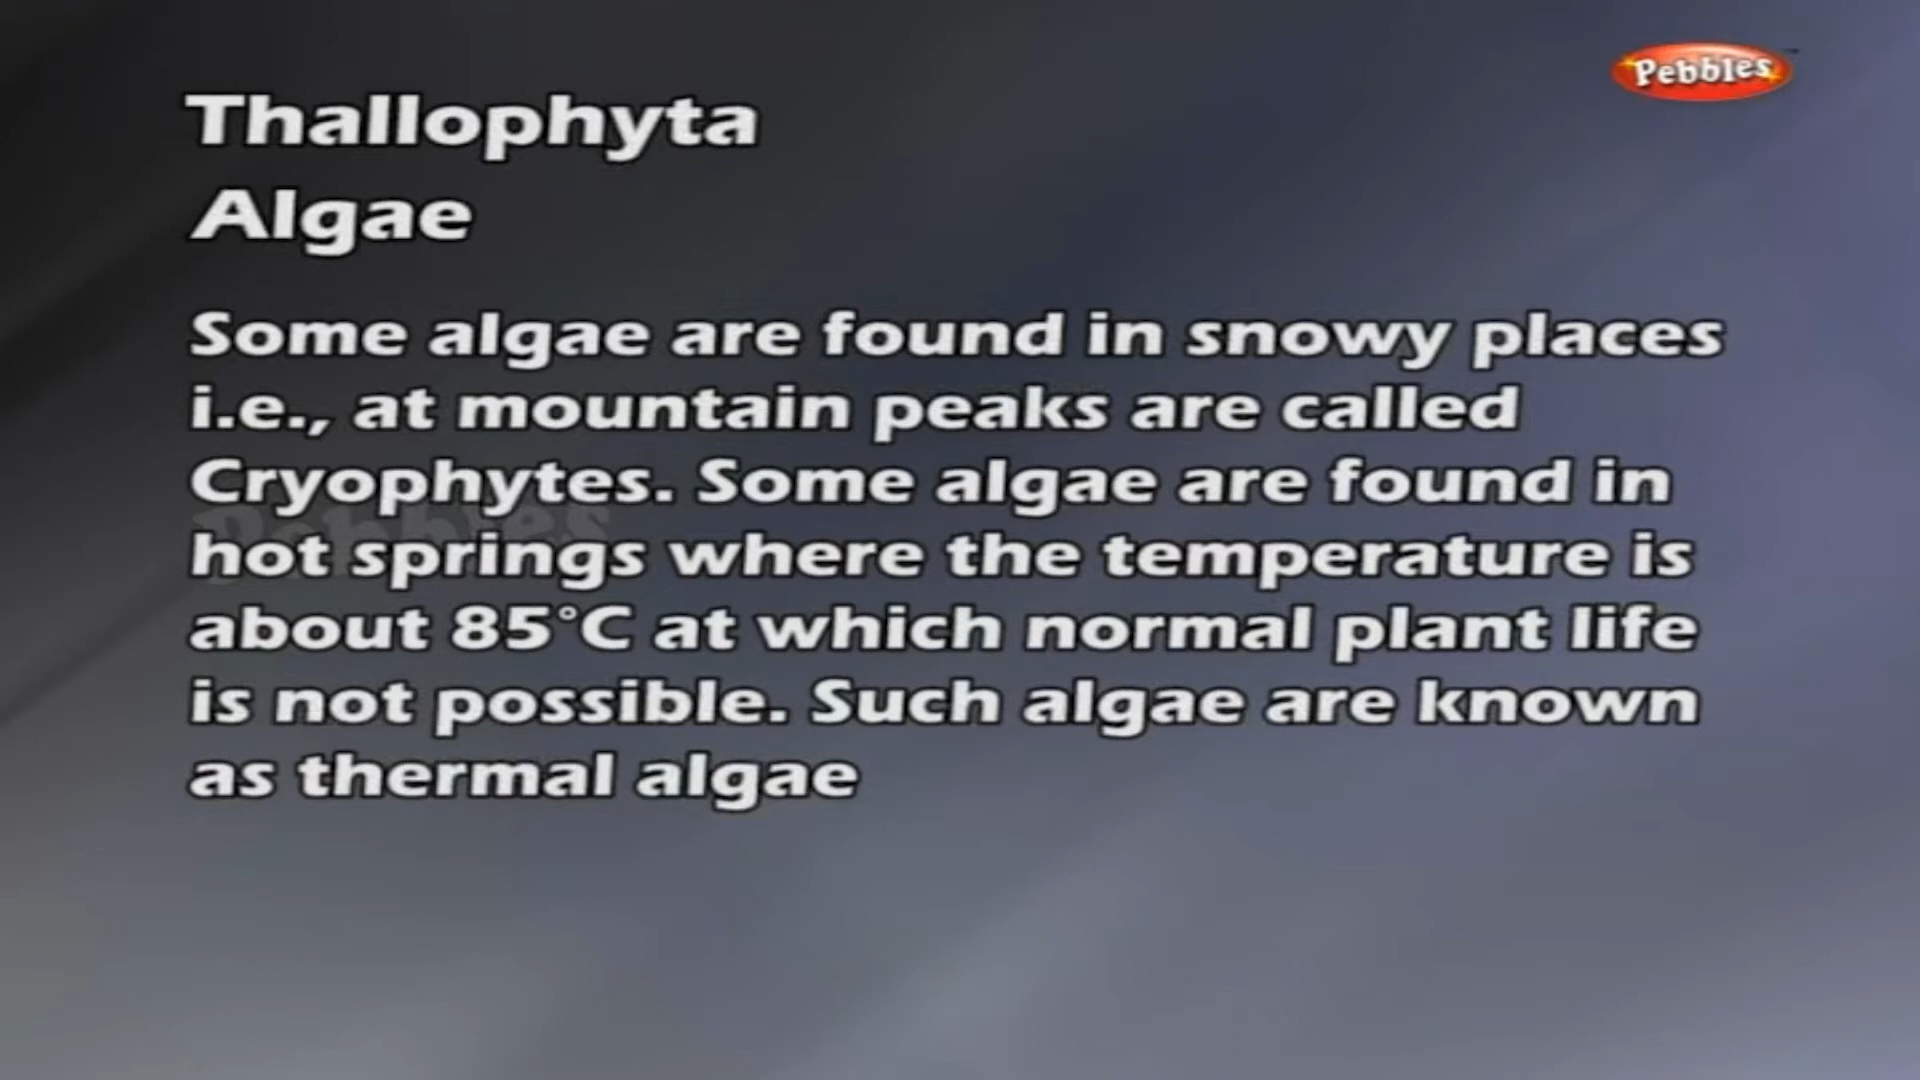 Pebbles
Thallophyta
Algae
Some algae are found in snowy places
i.e., at mountain peaks are called
Cryophytes. Some algae are found in
hot springs where the temperature is
about 85°C at which normal plant life
is not possible. Such algae are known
as thermal algae
Pebbles